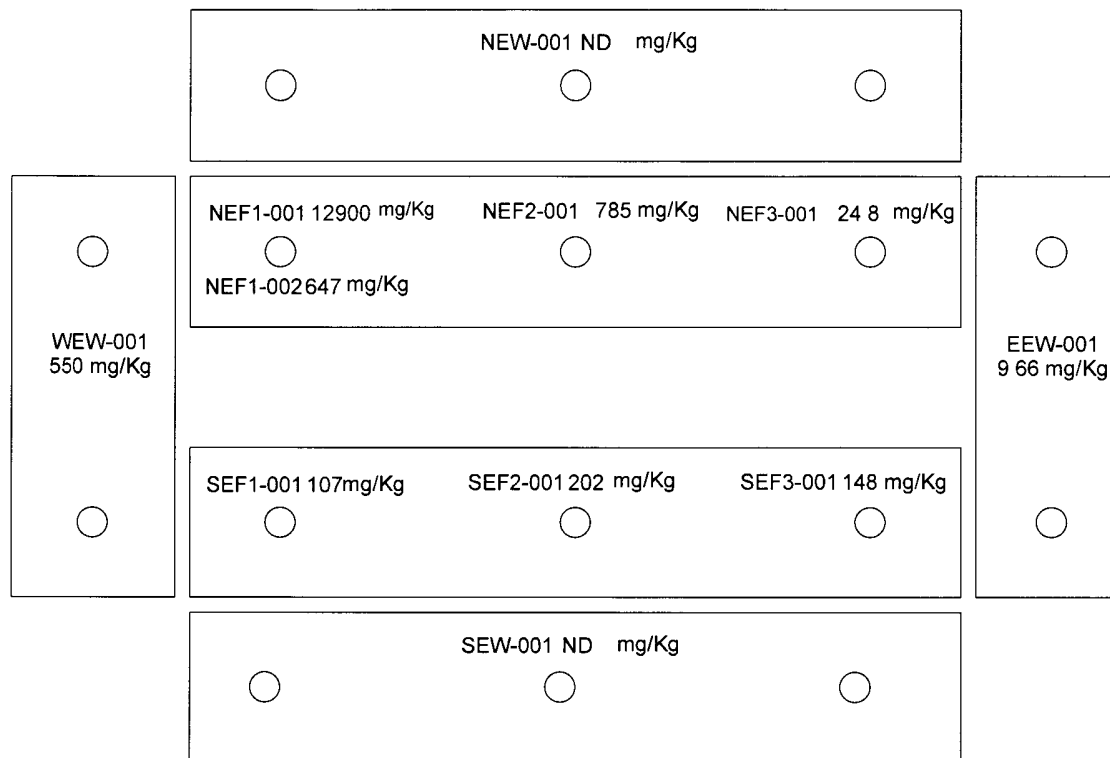 NEW-001 ND mg/Kg
NEF1-001 12900 mg/Kg
NEF2-001 785 mg/Kg
NEF3-001 24 8 mg/Kg
NEF1-002 647 mg/Kg
WEW-001
550 mg/Kg
EEW-001
9 66 mg/Kg
SEF1-001 107mg/Kg
SEF2-001 202 mg/Kg
SEF3-001 148 mg/Kg
SEW-001 ND mg/Kg